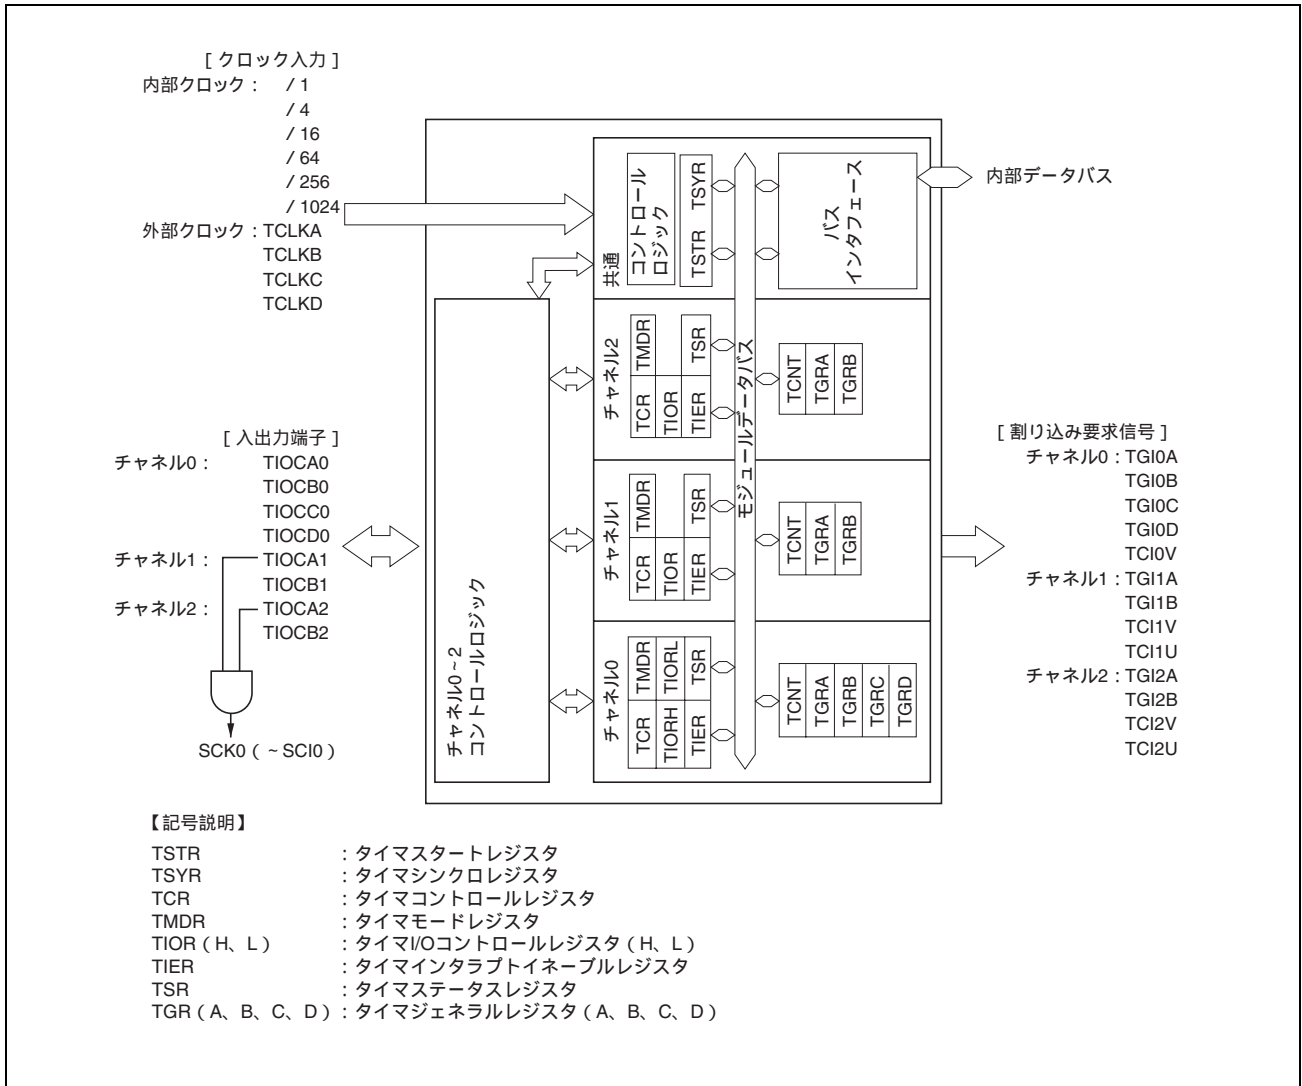 [ クロック入力 ]
内部クロック : / 1
/ 4
/ 16
/ 64
/ 256
/ 1024
外部クロック : TCLKA
TCLKB
TCLKC
TCLKD
[ 入出力端子 ]
チャネル0 : TIOCA0
TIOCB0
TIOCC0
TIOCD0
チャネル1 : TIOCA1
TIOCB1
チャネル2 : TIOCA2
TIOCB2
SCK0 ( ~ SCI0 )
チャネル0 ~ 2
コントロールロジック
共通
コントロール
ロジック
TSTR TSYR
バス
インタフェース
内部データバス
モジュールデータバス
チャネル2
TCR TMDR
TIOR
TIER TSR
TCNT
TGRA
TGRB
チャネル1
TCR TMDR
TIOR
TIER TSR
TCNT
TGRA
TGRB
チャネル0
TCR TMDR
TIORH TIORL
TIER TSR
TCNT
TGRA
TGRB
TGRC
TGRD
[ 割り込み要求信号 ]
チャネル0 : TGI0A
TGI0B
TGI0C
TGI0D
TCI0V
チャネル1 : TGI1A
TGI1B
TCI1V
TCI1U
チャネル2 : TGI2A
TGI2B
TCI2V
TCI2U
【記号説明】
TSTR : タイマスタートレジスタ
TSYR : タイマシンクロレジスタ
TCR : タイマコントロールレジスタ
TMDR : タイマモードレジスタ
TIOR ( H、L ) : タイマI/Oコントロールレジスタ ( H、L )
TIER : タイマインタラプトイネーブルレジスタ
TSR : タイマステータスレジスタ
TGR ( A、B、C、D ) : タイマジェネラルレジスタ ( A、B、C、D )